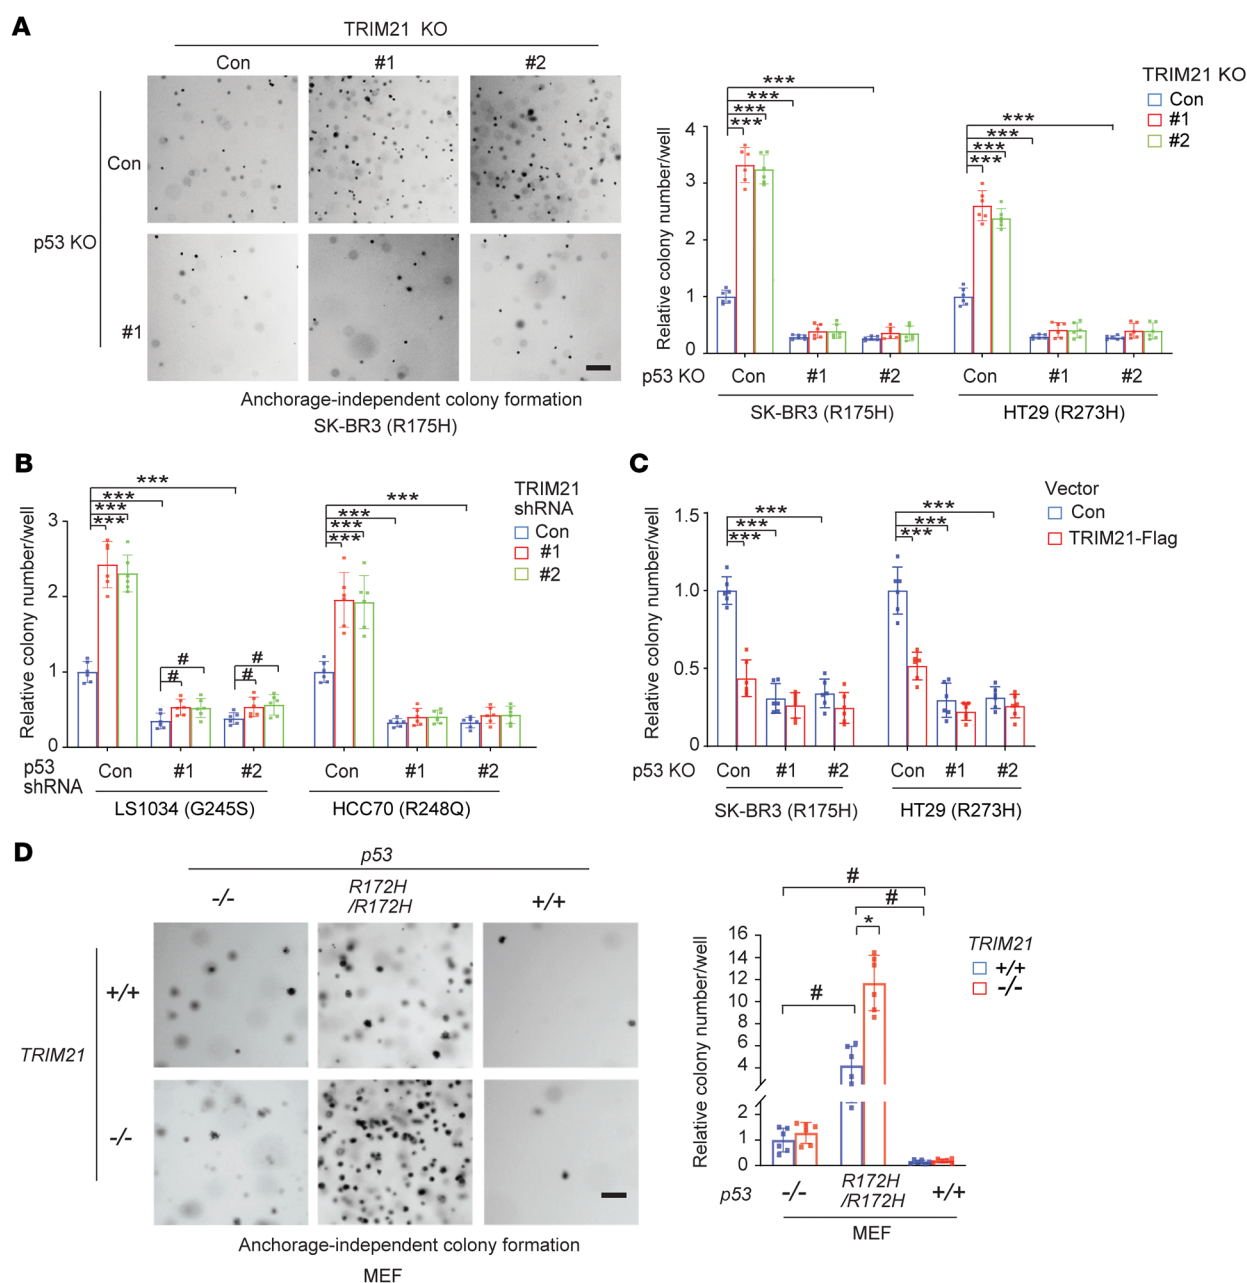 A
TRIM21 KO
Con #1 #2
p53 KO
Con
#1
Anchorage-independent colony formation
SK-BR3 (R175H)
Relative colony number/well
4
3
2
1
0
*** *** *** ***
*** *** *** ***
TRIM21 KO
Con
#1
#2
p53 KO Con #1 #2 Con #1 #2
SK-BR3 (R175H) HT29 (R273H)
B
Relative colony number/well
3
2
1
0
*** *** *** ***
# # # #
*** *** *** ***
TRIM21
shRNA
Con
#1
#2
p53
shRNA
Con #1 #2 Con #1 #2
LS1034 (G245S) HCC70 (R248Q)
C
Relative colony number/well
1.5
1.0
0.5
0
*** *** ***
*** *** ***
Vector
Con
TRIM21-Flag
p53 KO Con #1 #2 Con #1 #2
SK-BR3 (R175H) HT29 (R273H)
D
p53
-/- R172H
/R172H +/+
TRIM21
+/+
-/-
Anchorage-independent colony formation
MEF
Relative colony number/well
16
14
12
10
8
6
4
2
1
0
#
#
*
#
TRIM21
+/+
-/-
p53 -/- R172H
/R172H +/+
MEF